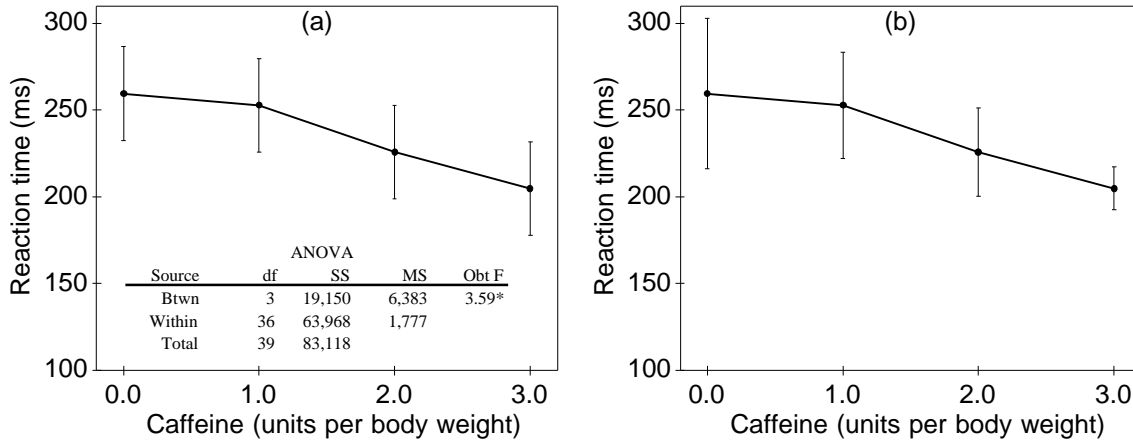 (a)
300
250
200
150
100
Reaction time (ms)
ANOVA
Source df SS MS Obt F
Btwn 3 19,150 6,383 3.59*
Within 36 63,968 1,777
Total 39 83,118
0.0 1.0 2.0 3.0
Caffeine (units per body weight)
(b)
300
250
200
150
100
Reaction time (ms)
0.0 1.0 2.0 3.0
Caffeine (units per body weight)